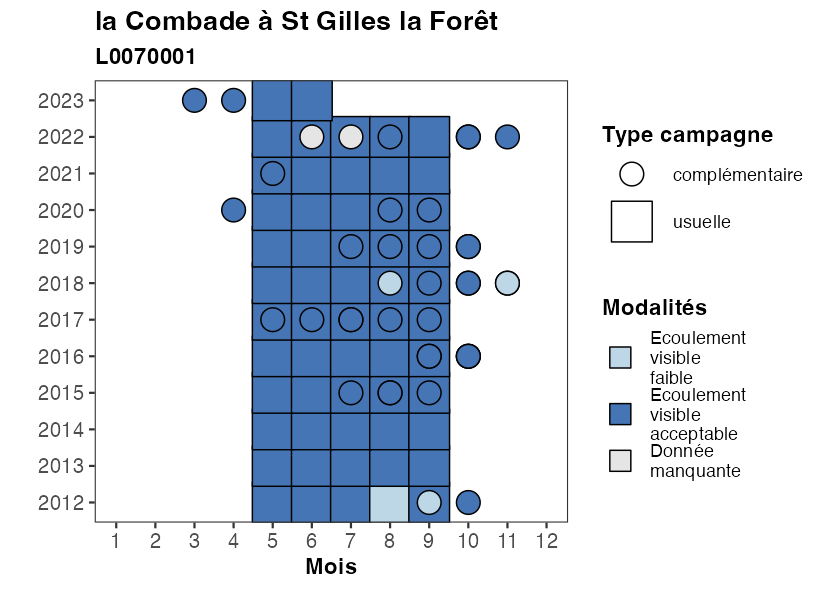 la Combade à St Gilles la Forêt
L0070001
2023
2022
2021
2020
2019
2018
2017
2016
2015
2014
2013
2012
1 2 3 4 5 6 7 8 9 10 11 12
Mois
Type campagne
complémentaire
usuelle
Modalités
Ecoulement
visible
faible
Ecoulement
visible
acceptable
Donnée
manquante